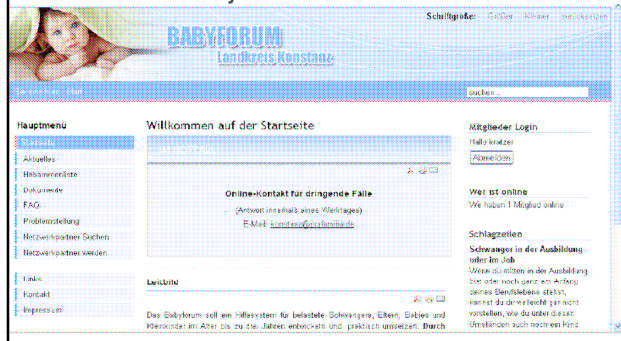 Schriftgröße: Größer Kleiner zurücksetzen
BABYFORUM
Landkreis Konstanz
suchen...
Hauptmenü
Startseite
Aktuelles
Hebammenliste
Dokumente
FAQ
Problemstellung
Netzwerkpartner Suchen
Netzwerkpartner werden
Links
Kontakt
Impressum
Willkommen auf der Startseite
Online-Kontakt für dringende Fälle
(Antwort innerhalb eines Werktages)
E-Mail: konstanz@profamilia.de
Leitbild
Das Babyforum soll ein Hilfesystem für belastete Schwangere, Eltern, Babies und
Kleinkinder im Alter bis zu drei Jahren entwickeln und praktisch umsetzen. Durch
Mitglieder Login
Hallo kratzer
Abmelden
Wer ist online
Wir haben 1 Mitglied online
Schlagzeilen
Schwanger in der Ausbildung
oder im Job
Wenn du mitten in der Ausbildung
bist oder noch ganz am Anfang
deines Berufslebens stehst,
kannst du dir vielleicht gar nicht
vorstellen, wie du unter diesen
Umständen auch noch ein Kind